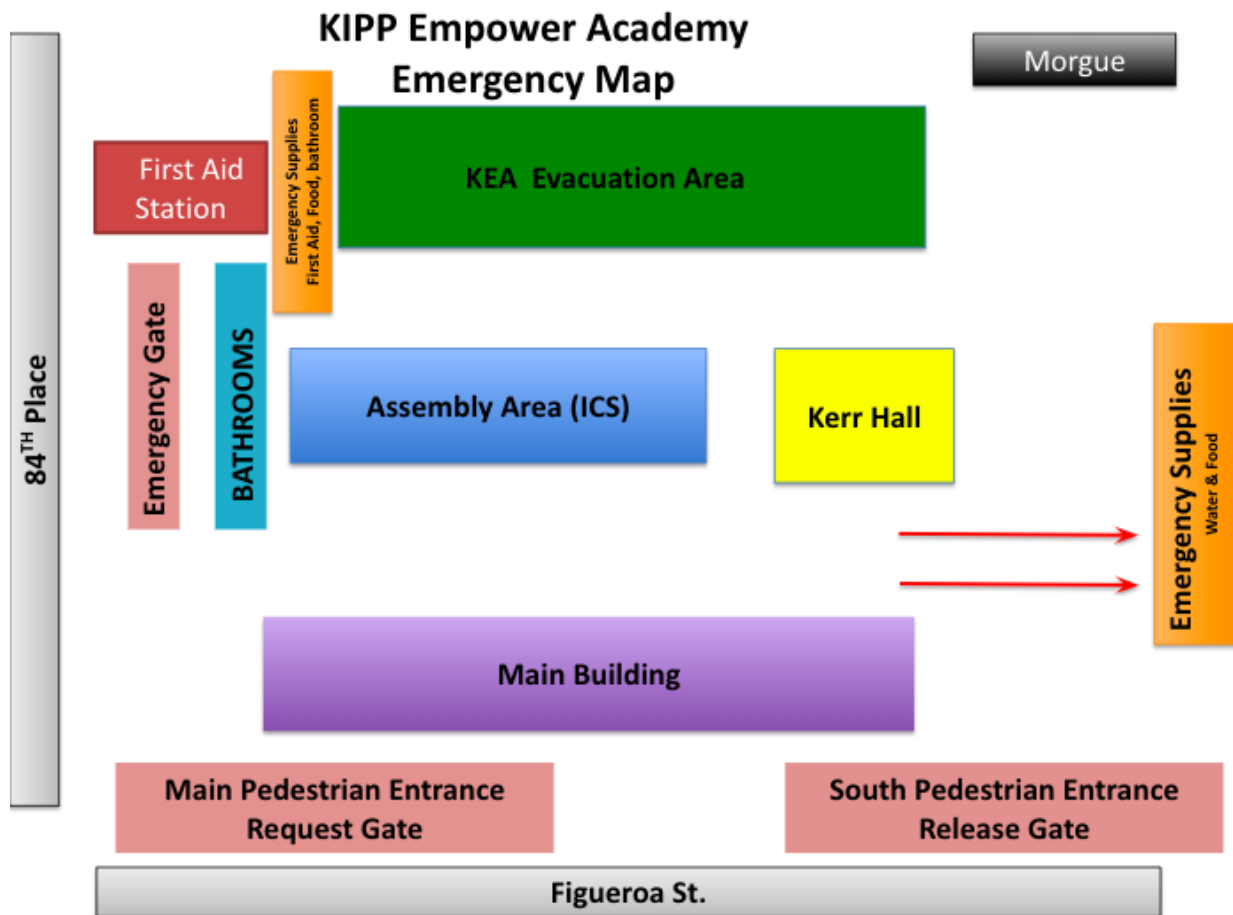 KIPP Empower Academy
Emergency Map
Morgue
First Aid
Station
Emergency Supplies
First Aid, Food, bathroom
KEA Evacuation Area
84TH Place
Emergency Gate
BATHROOMS
Assembly Area (ICS)
Kerr Hall
Emergency Supplies
Water & Food
Main Building
Main Pedestrian Entrance
Request Gate
South Pedestrian Entrance
Release Gate
Figueroa St.